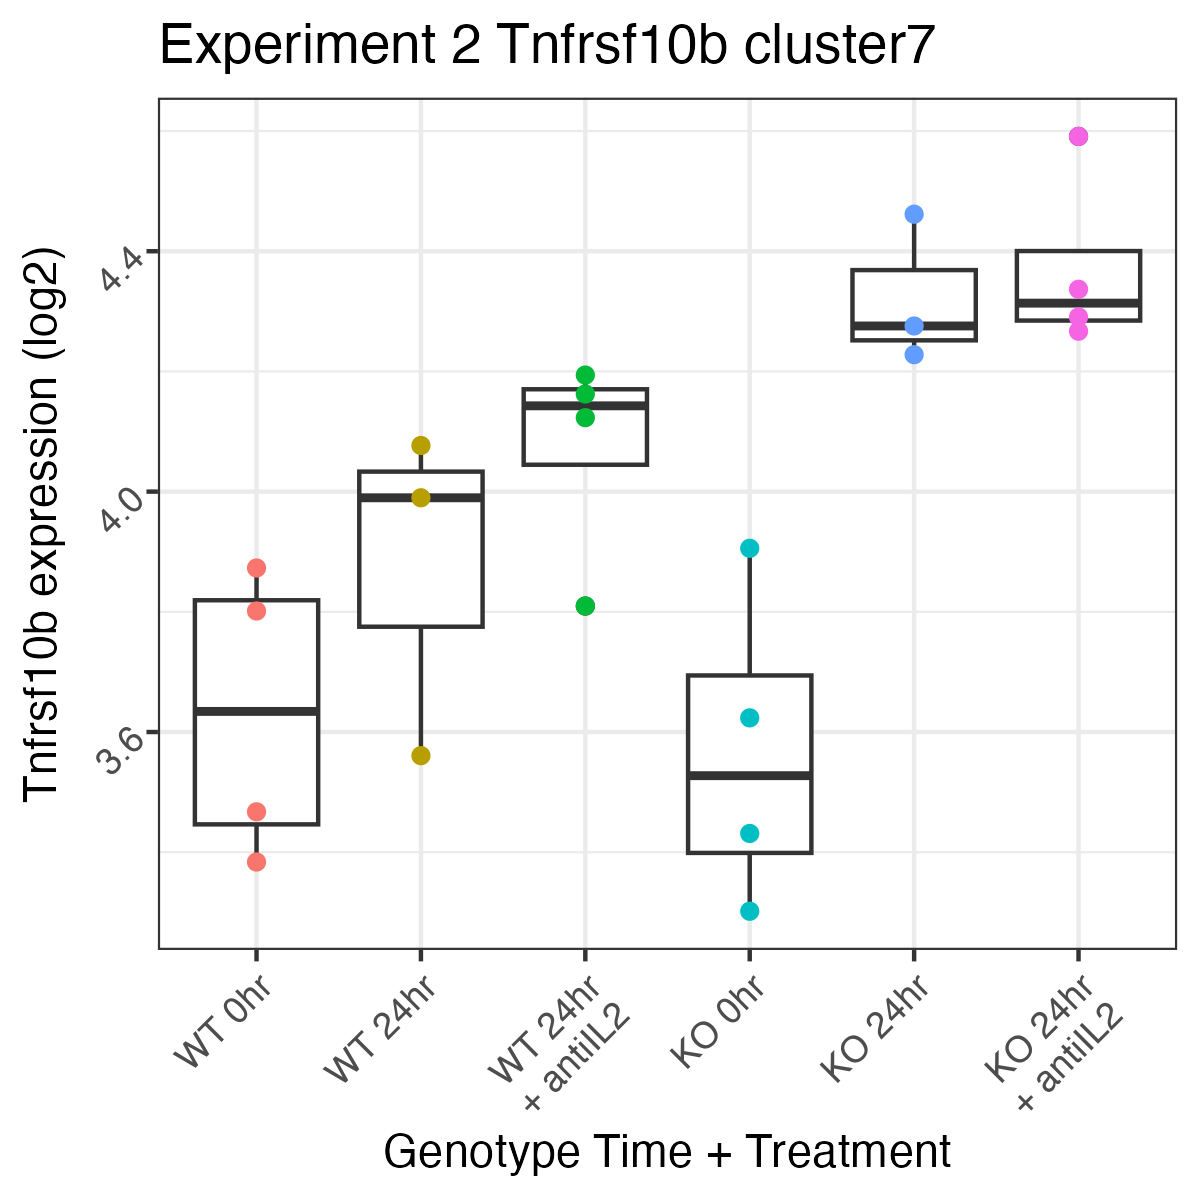 Experiment 2 Tnfrsf10b cluster7
Tnfrsf10b expression (log2)
4.4
4.0
3.6
WT 0hr
WT 24hr
WT 24hr
+ antiIL2
KO 0hr
KO 24hr
KO 24hr
+ antiIL2
Genotype Time + Treatment